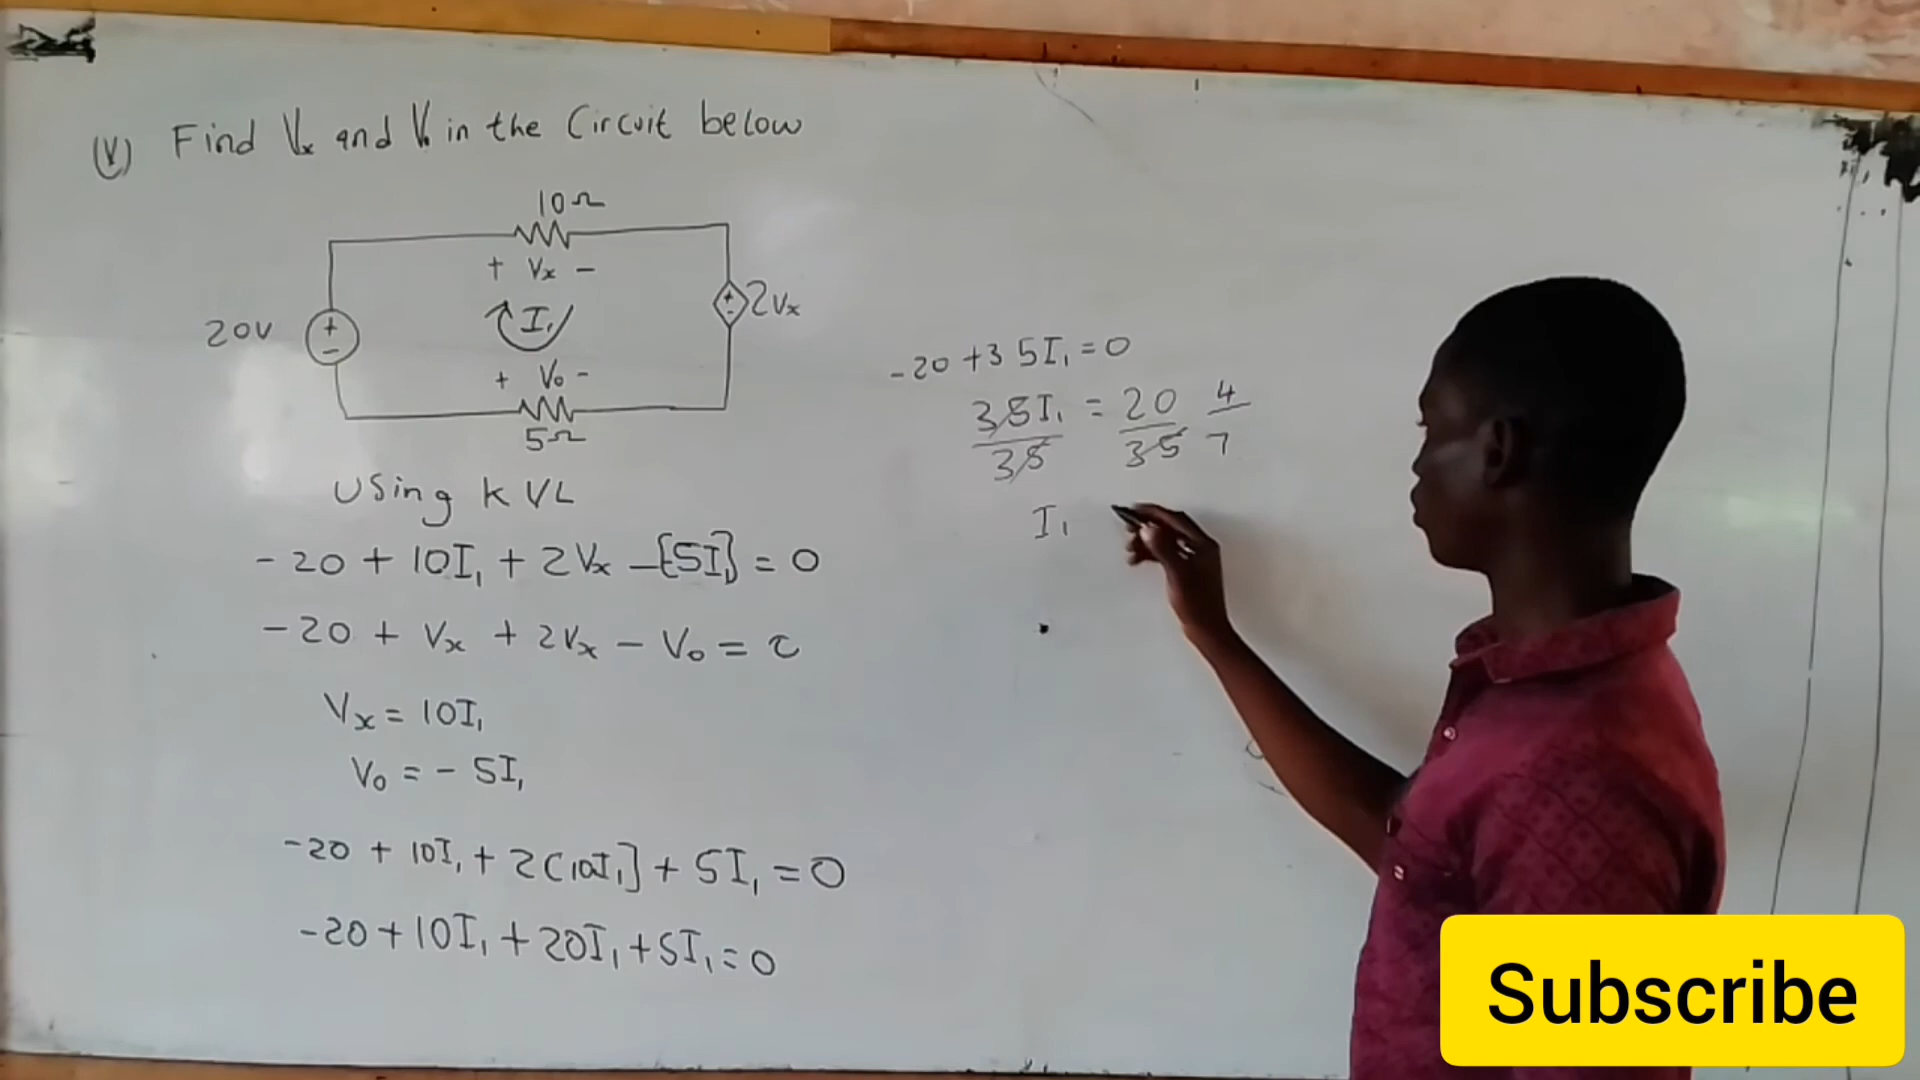 (V) Find Vx and Vo in the Circuit below
10Ω
+ Vx -
20V + -
I₁
+ - 2Vx
+ Vo -
5Ω
Using KVL
-20 + 10I₁ + 2Vx -[5I₁] = 0
-20 + Vx + 2Vx - Vo = 0
Vx = 10I₁
Vo = - 5I₁
-20 + 10I₁ + 2(10I₁] + 5I₁ = 0
-20 + 10I₁ + 20I₁ + 5I₁ = 0
-20 + 35I₁ = 0
35I₁ = 20 4
35 35 7
I₁
Subscribe